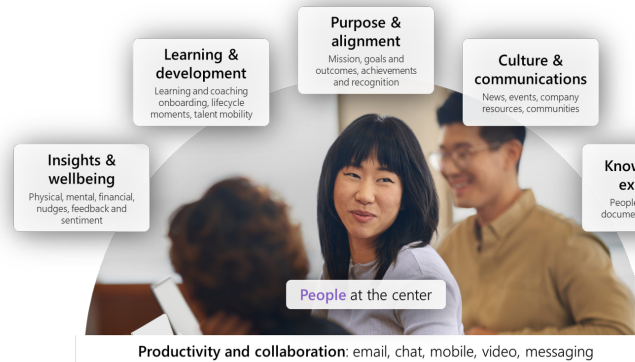 Purpose &
alignment
Mission, goals and
outcomes, achievements
and recognition
Learning &
development
Learning and coaching
onboarding, lifecycle
moments, talent mobility
Culture &
communications
News, events, company
resources, communities
Insights &
wellbeing
Physical, mental, financial,
nudges, feedback and
sentiment
People at the center
Productivity and collaboration: email, chat, mobile, video, messaging